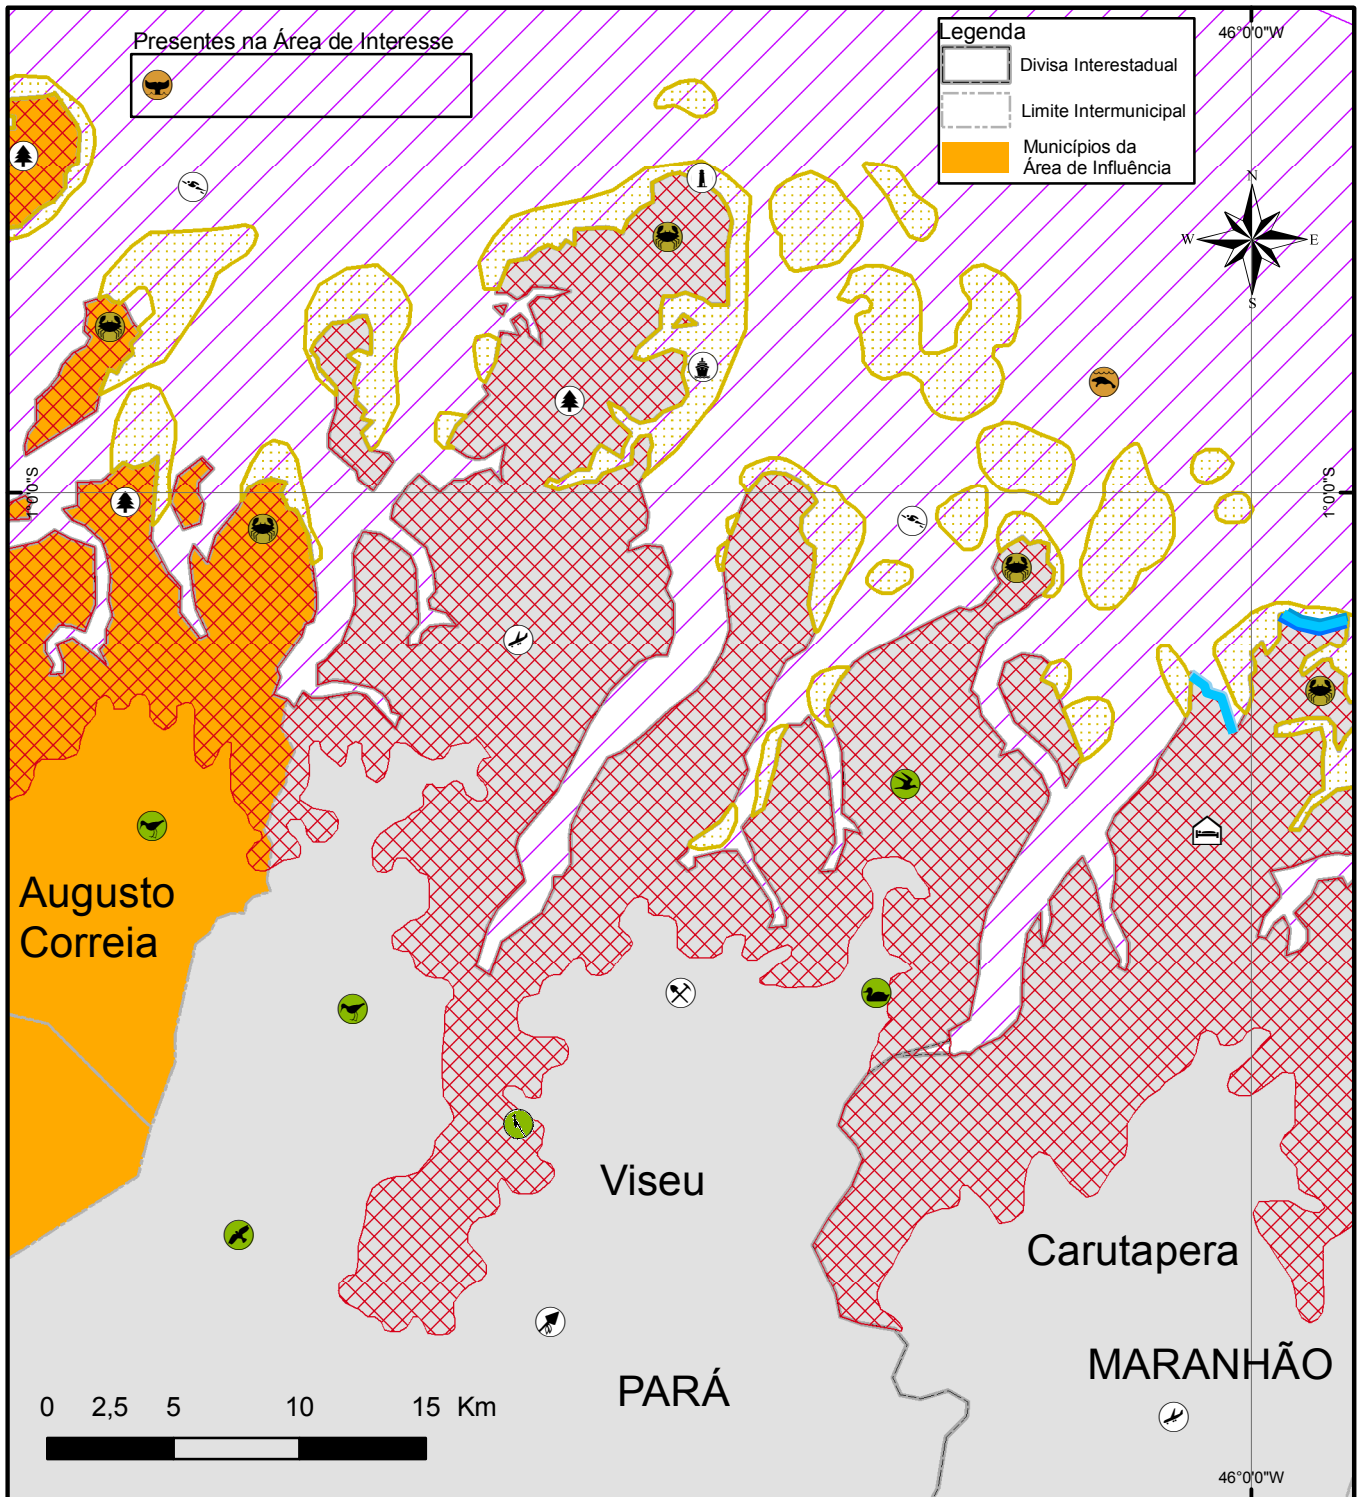 Presentes na Área de Interesse
Legenda
Divisa Interestadual
Limite Intermunicipal
Municípios da
Área de Influência
46°0'0"W
N
W
E
S
1°0'0"S
1°0'0"S
Augusto
Correia
Viseu
Carutapera
MARANHÃO
PARÁ
0 2,5 5 10 15 Km
46°0'0"W